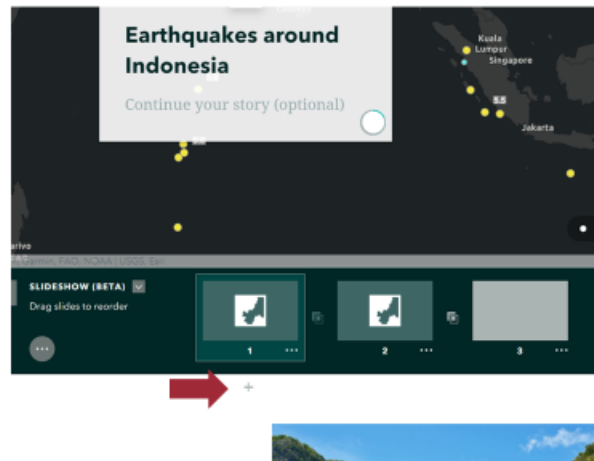 Earthquakes around
Indonesia
Continue your story (optional)
Kuala
Lumpur
Singapore
5.5
Jakarta
Garmin, FAO, NOAA | USGS, Esri
SLIDESHOW (BETA)
Drag slides to reorder
1
2
3